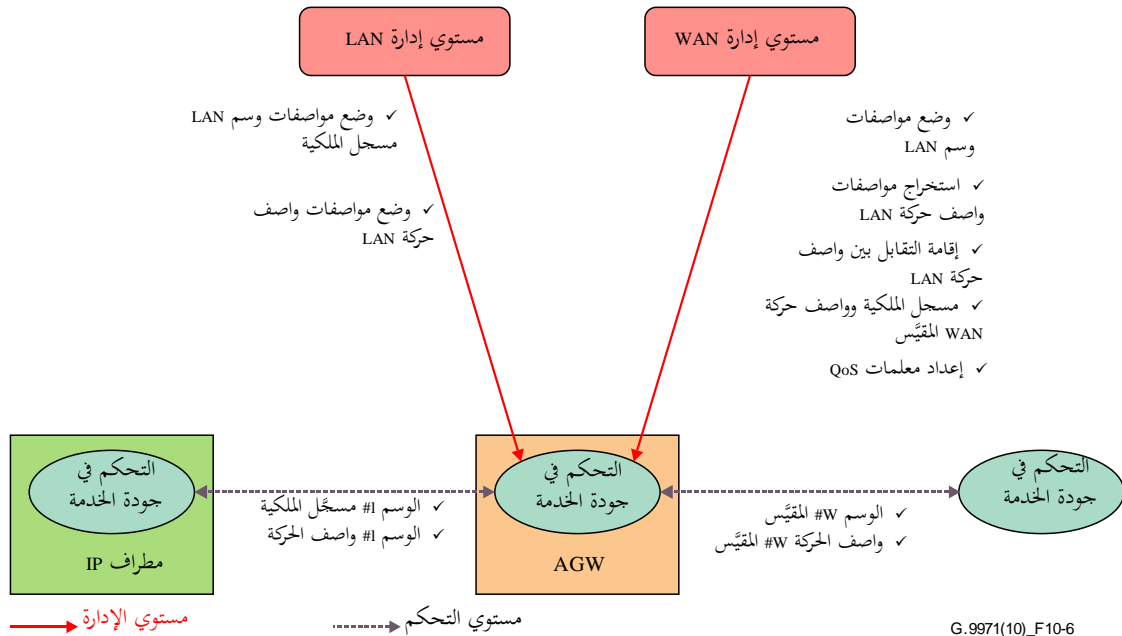 مستوي إدارة WAN
مستوي إدارة LAN
✓ وضع مواصفات
وسم LAN
✓ استخراج مواصفات
واصف حركة LAN
✓ إقامة التقابل بين واصف
حركة LAN
✓ مسجل الملكية وواصف حركة
WAN المقيَّس
✓ إعداد معلمات QoS
✓ وضع مواصفات وسم LAN
مسجل الملكية
✓ وضع مواصفات واصف
حركة LAN
التحكم في
جودة الخدمة
✓ الوسم W# المقيَّس
✓ واصف الحركة W# المقيَّس
التحكم في
جودة الخدمة
AGW
✓ الوسم I# مسجَّل الملكية
✓ الوسم I# واصف الحركة
التحكم في
جودة الخدمة
مطراف IP
مستوي التحكم
مستوي الإدارة
G.9971(10)_F10-6